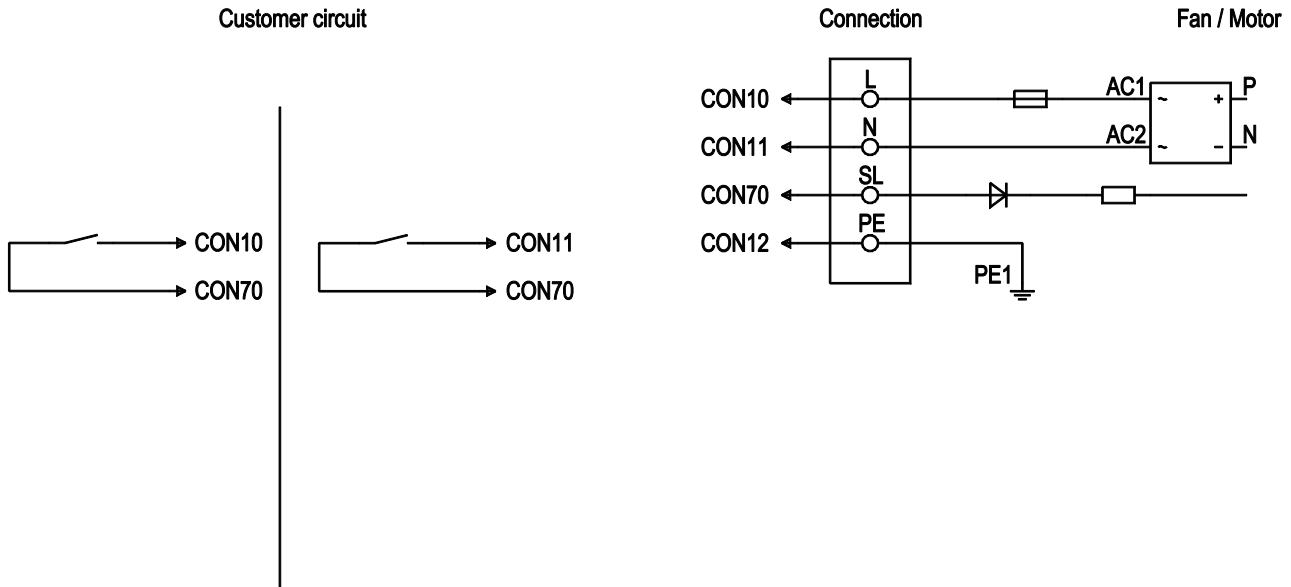 Customer circuit
Connection
Fan / Motor
CON10
CON70
CON11
CON70
CON10
CON11
CON70
CON12
L
N
SL
PE
PE1
AC1
AC2
~
~
+
-
P
N